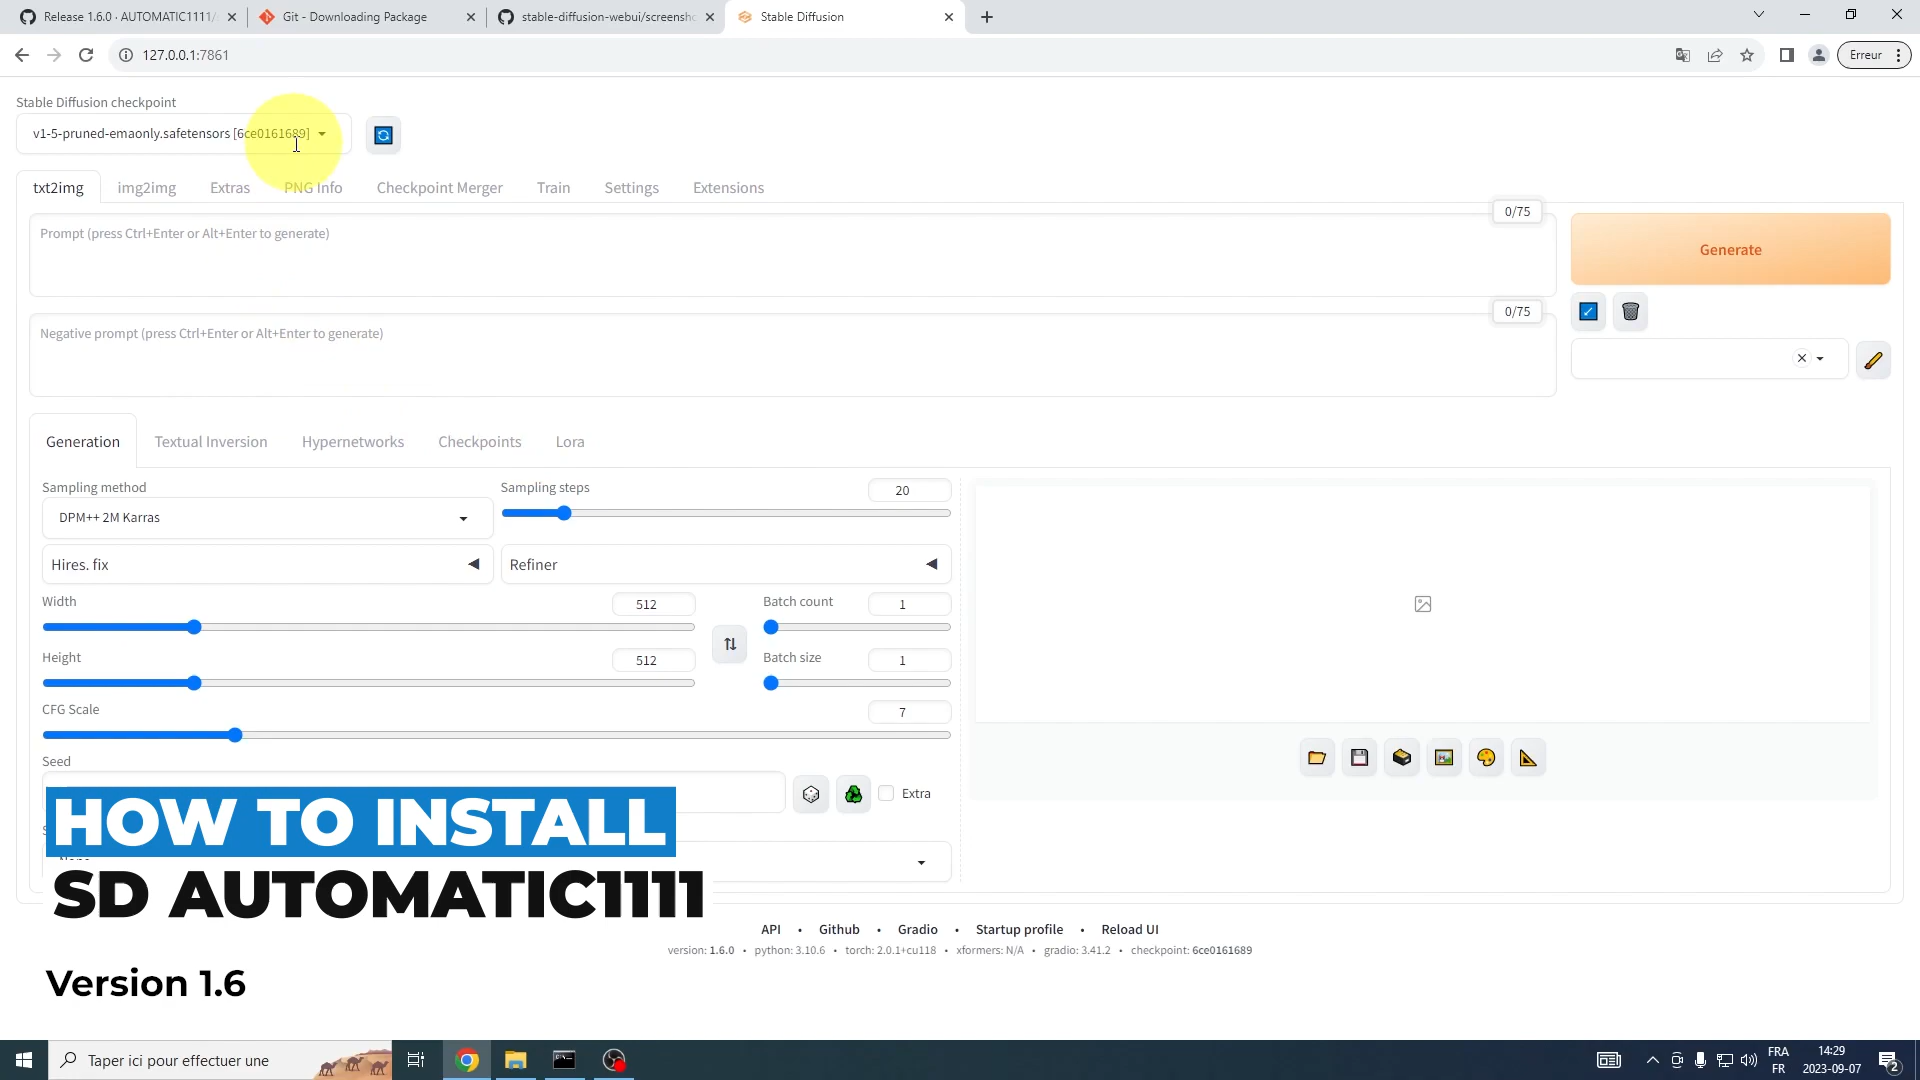 Release 1.6.0 · AUTOMATIC1111/
Git - Downloading Package
stable-diffusion-webui/screensho
Stable Diffusion
127.0.0.1:7861
Erreur
Stable Diffusion checkpoint
v1-5-pruned-emaonly.safetensors [6ce0161689]
txt2img
img2img
Extras
PNG Info
Checkpoint Merger
Train
Settings
Extensions
0/75
Prompt (press Ctrl+Enter or Alt+Enter to generate)
Generate
0/75
Negative prompt (press Ctrl+Enter or Alt+Enter to generate)
Generation
Textual Inversion
Hypernetworks
Checkpoints
Lora
Sampling method
DPM++ 2M Karras
Sampling steps
20
Hires. fix
Refiner
Width
512
Batch count
1
Height
512
Batch size
1
CFG Scale
7
Seed
Extra
HOW TO INSTALL
SD AUTOMATIC1111
Version 1.6
API • Github • Gradio • Startup profile • Reload UI
version: 1.6.0 • python: 3.10.6 • torch: 2.0.1+cu118 • xformers: N/A • gradio: 3.41.2 • checkpoint: 6ce0161689
Taper ici pour effectuer une
FRA
FR
14:29
2023-09-07
2